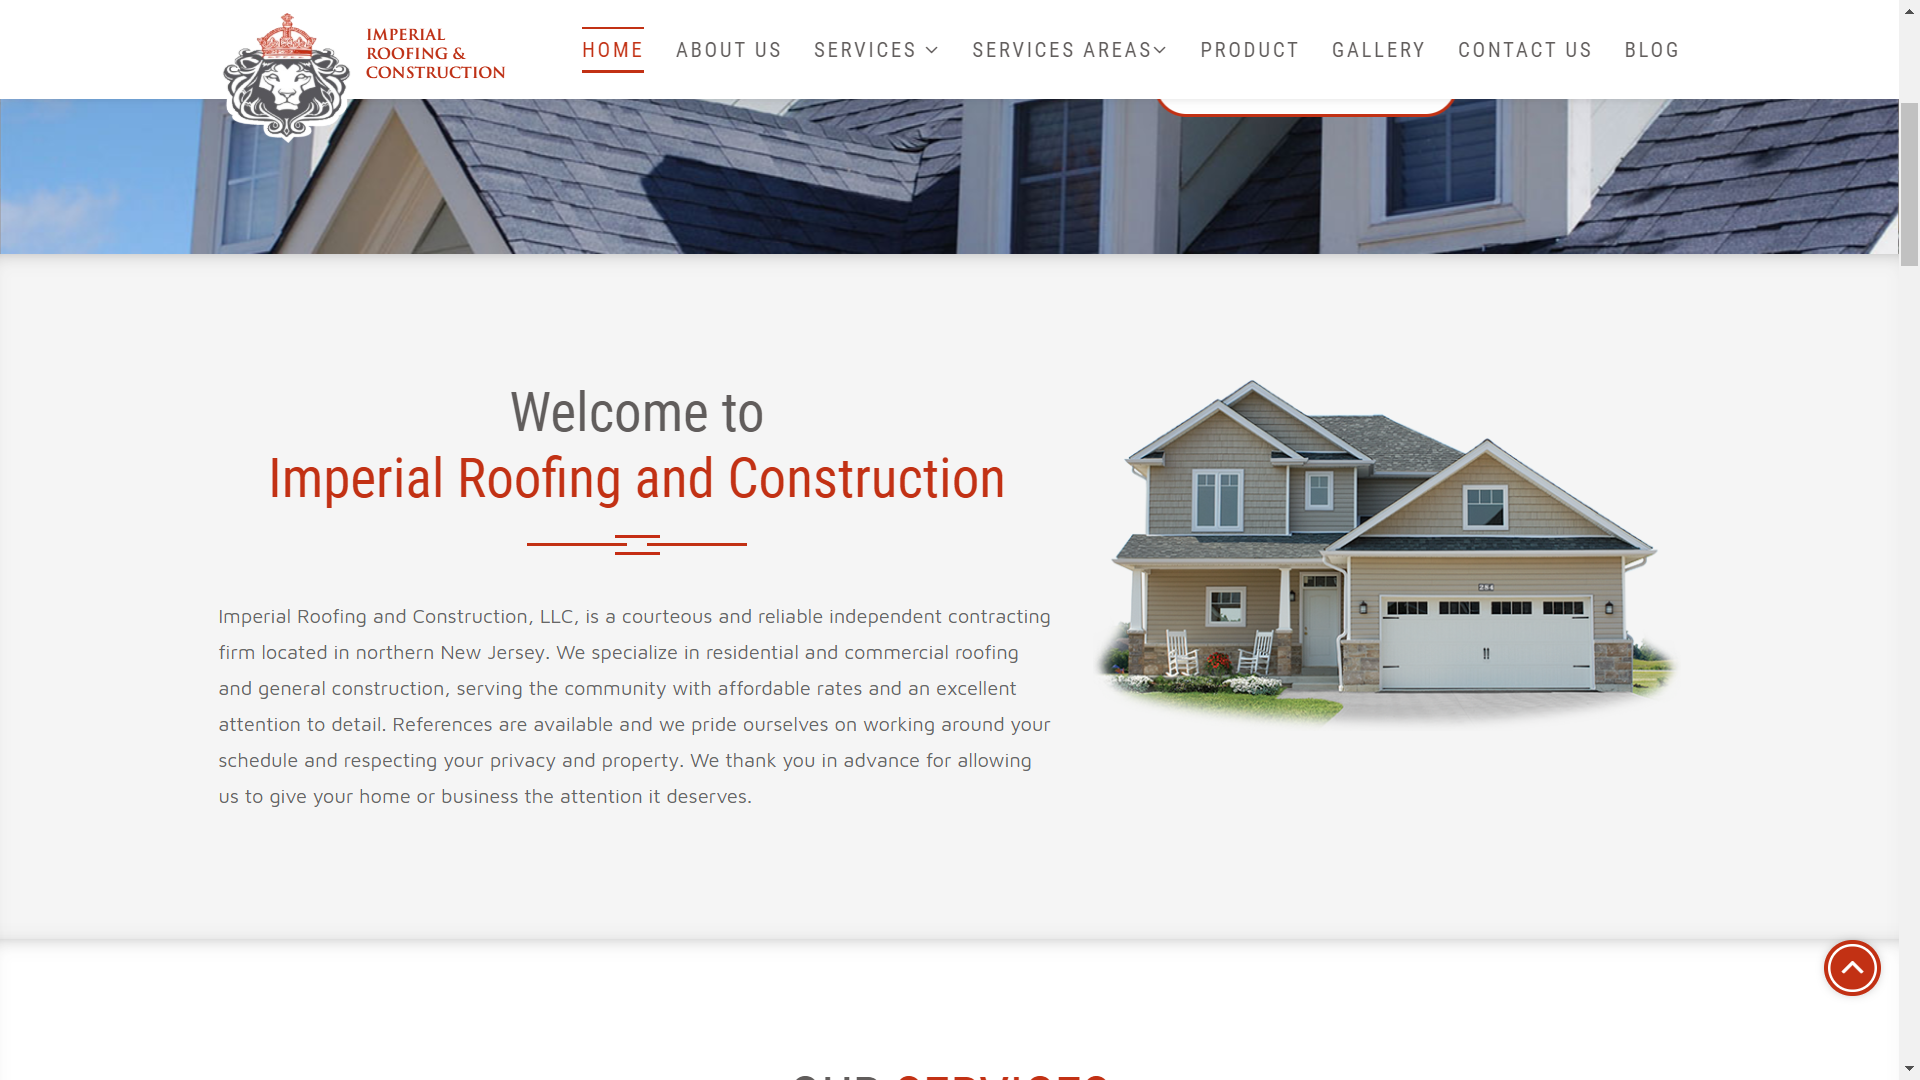 IMPERIAL
ROOFING &
CONSTRUCTION
HOME ABOUT US SERVICES SERVICES AREAS PRODUCT GALLERY CONTACT US BLOG
Welcome to
Imperial Roofing and Construction
Imperial Roofing and Construction, LLC, is a courteous and reliable independent contracting
firm located in northern New Jersey. We specialize in residential and commercial roofing
and general construction, serving the community with affordable rates and an excellent
attention to detail. References are available and we pride ourselves on working around your
schedule and respecting your privacy and property. We thank you in advance for allowing
us to give your home or business the attention it deserves.
OUR SERVICES